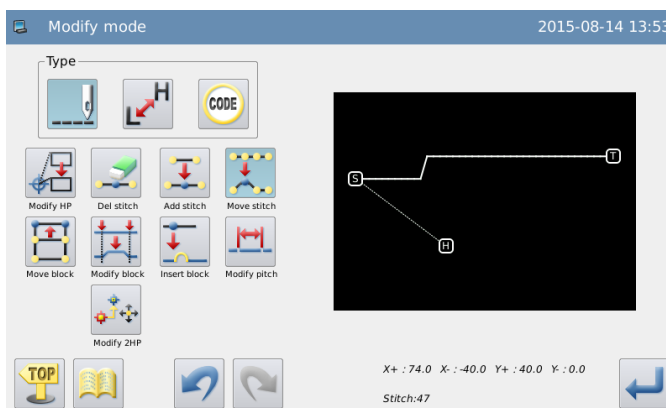 Modify mode
2015-08-14 13:53
Type
L H
CODE
Modify HP
Del stitch
Add stitch
Move stitch
Move block
Modify block
Insert block
Modify pitch
Modify 2HP
S
T
H
TOP
X+ : 74.0 X- : -40.0 Y+ : 40.0 Y- : 0.0
Stitch:47